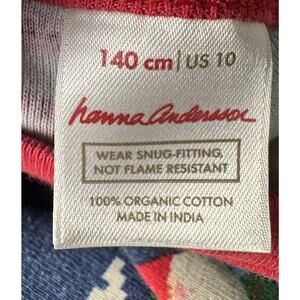 140 cm | US 10
hanna andersson
WEAR SNUG-FITTING,
NOT FLAME RESISTANT
100% ORGANIC COTTON
MADE IN INDIA